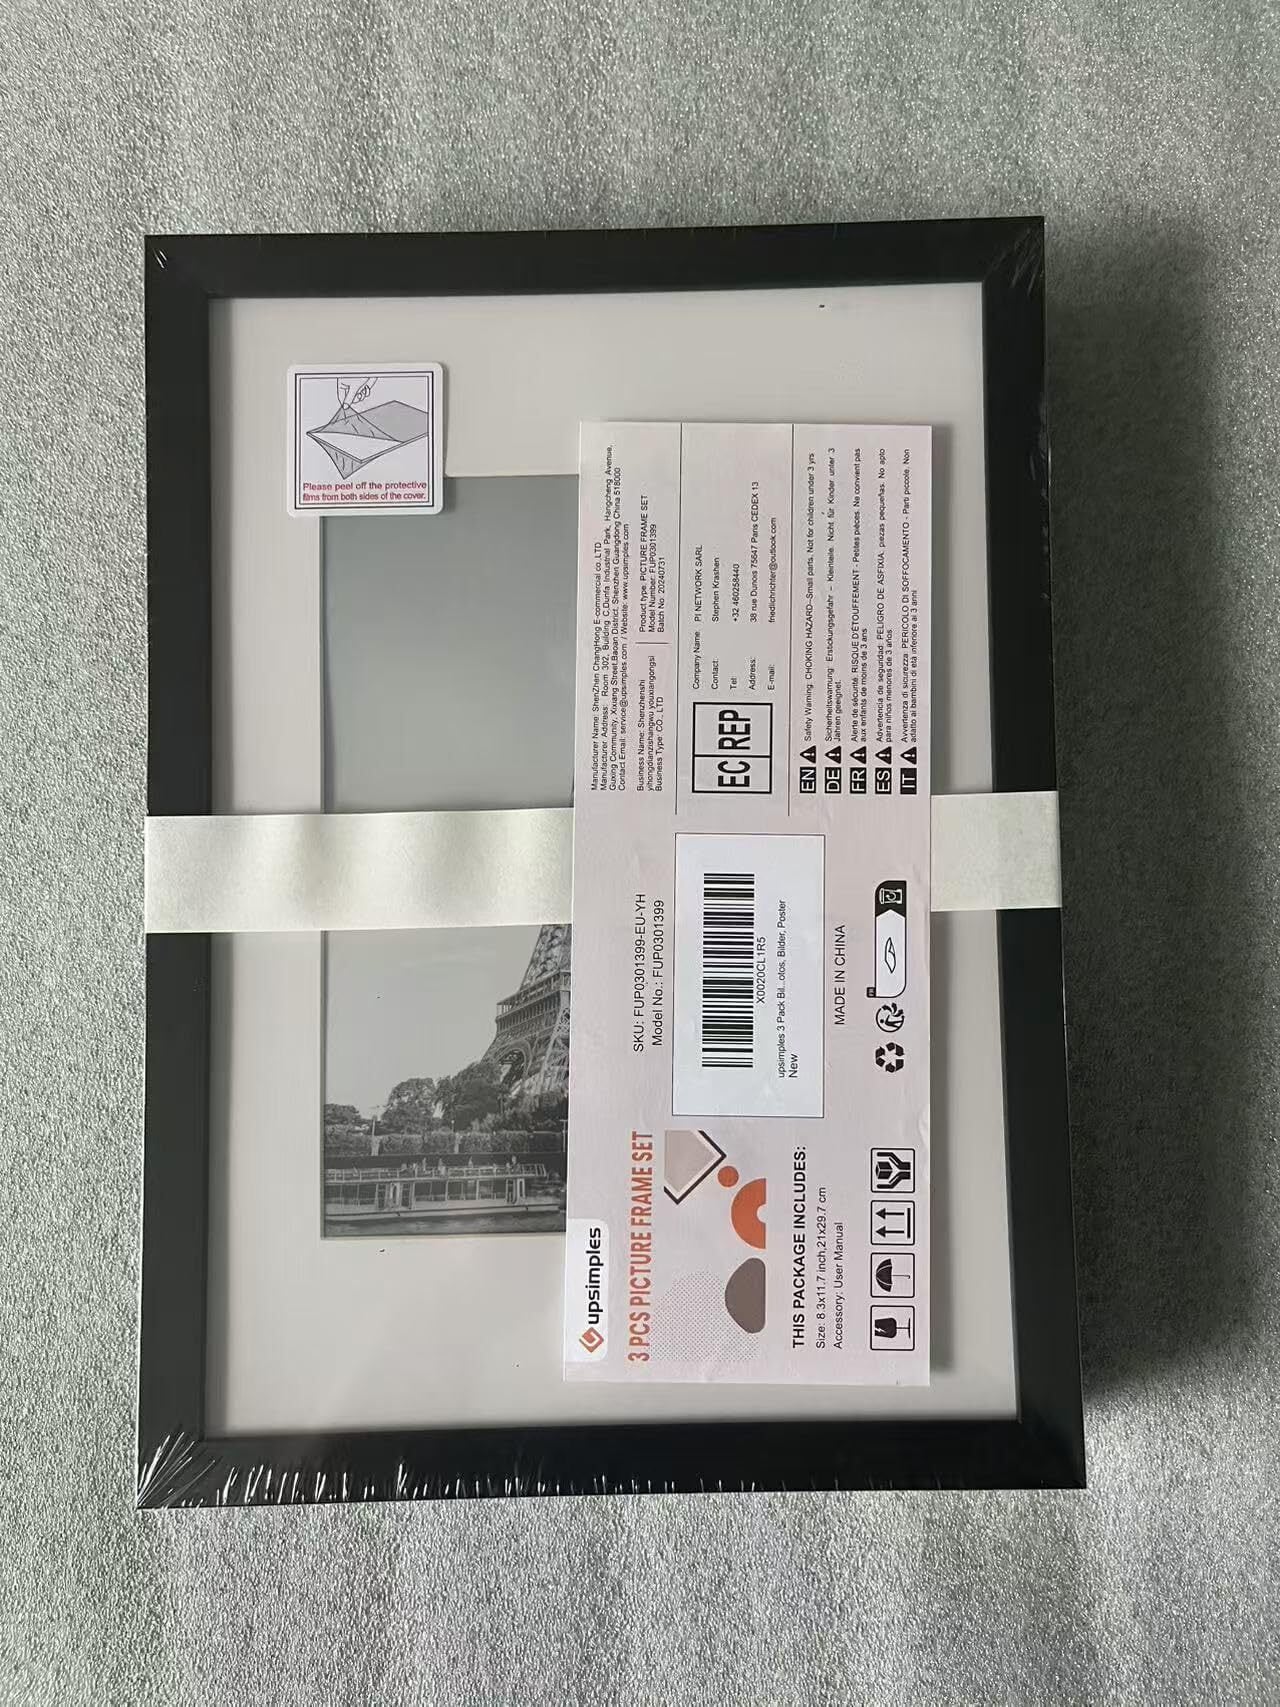 Please peel off the protective
films from both sides of the cover.
upsimples
3 PCS PICTURE FRAME SET
THIS PACKAGE INCLUDES:
Size: 8.3x11.7 inch,21x29.7 cm
Accessory: User Manual
SKU: FUP0301399-EU-YH
Model No.: FUP0301399
X0020CL1R5
upsimples 3 Pack Bil...otos, Bilder, Poster
New
MADE IN CHINA
Manufacturer Name: ShenZhen ChangHong E-commercial co.,LTD
Manufacturer Address: Room 302, Building C,Dunfa Industrial Park, Hangcheng Avenue,
Guxing Community, Xixiang Street,Baoan District, Shenzhen Guangdong China 518000
Contact Email: service@upsimples.com / Website: www.upsimples.com
Business Name: Shenzhenshi
yihongdianzishangwu youxiangongsi
Business Type: CO., LTD
Product type: PICTURE FRAME SET
Model Number: FUP0301399
Batch No: 20240731
EC REP
Company Name: PI NETWORK SARL
Contact: Stephen Krashen
Tel: +32 460258440
Address: 38 rue Dunois 75647 Paris CEDEX 13
E-mail: friedlichrichter@outlook.com
EN Safety Warning: CHOKING HAZARD--Small parts. Not for children under 3 yrs
DE Sicherheitswarnung: Erstickungsgefahr - Kleinteile. Nicht für Kinder unter 3
Jahren geeignet.
FR Alerte de sécurité: RISQUE D'ÉTOUFFEMENT - Petites pièces. Ne convient pas
aux enfants de moins de 3 ans
ES Advertencia de seguridad: PELIGRO DE ASFIXIA, piezas pequeñas. No apto
para niños menores de 3 años
IT Avvertenza di sicurezza: PERICOLO DI SOFFOCAMENTO - Parti piccole. Non
adatto ai bambini di età inferiore ai 3 anni